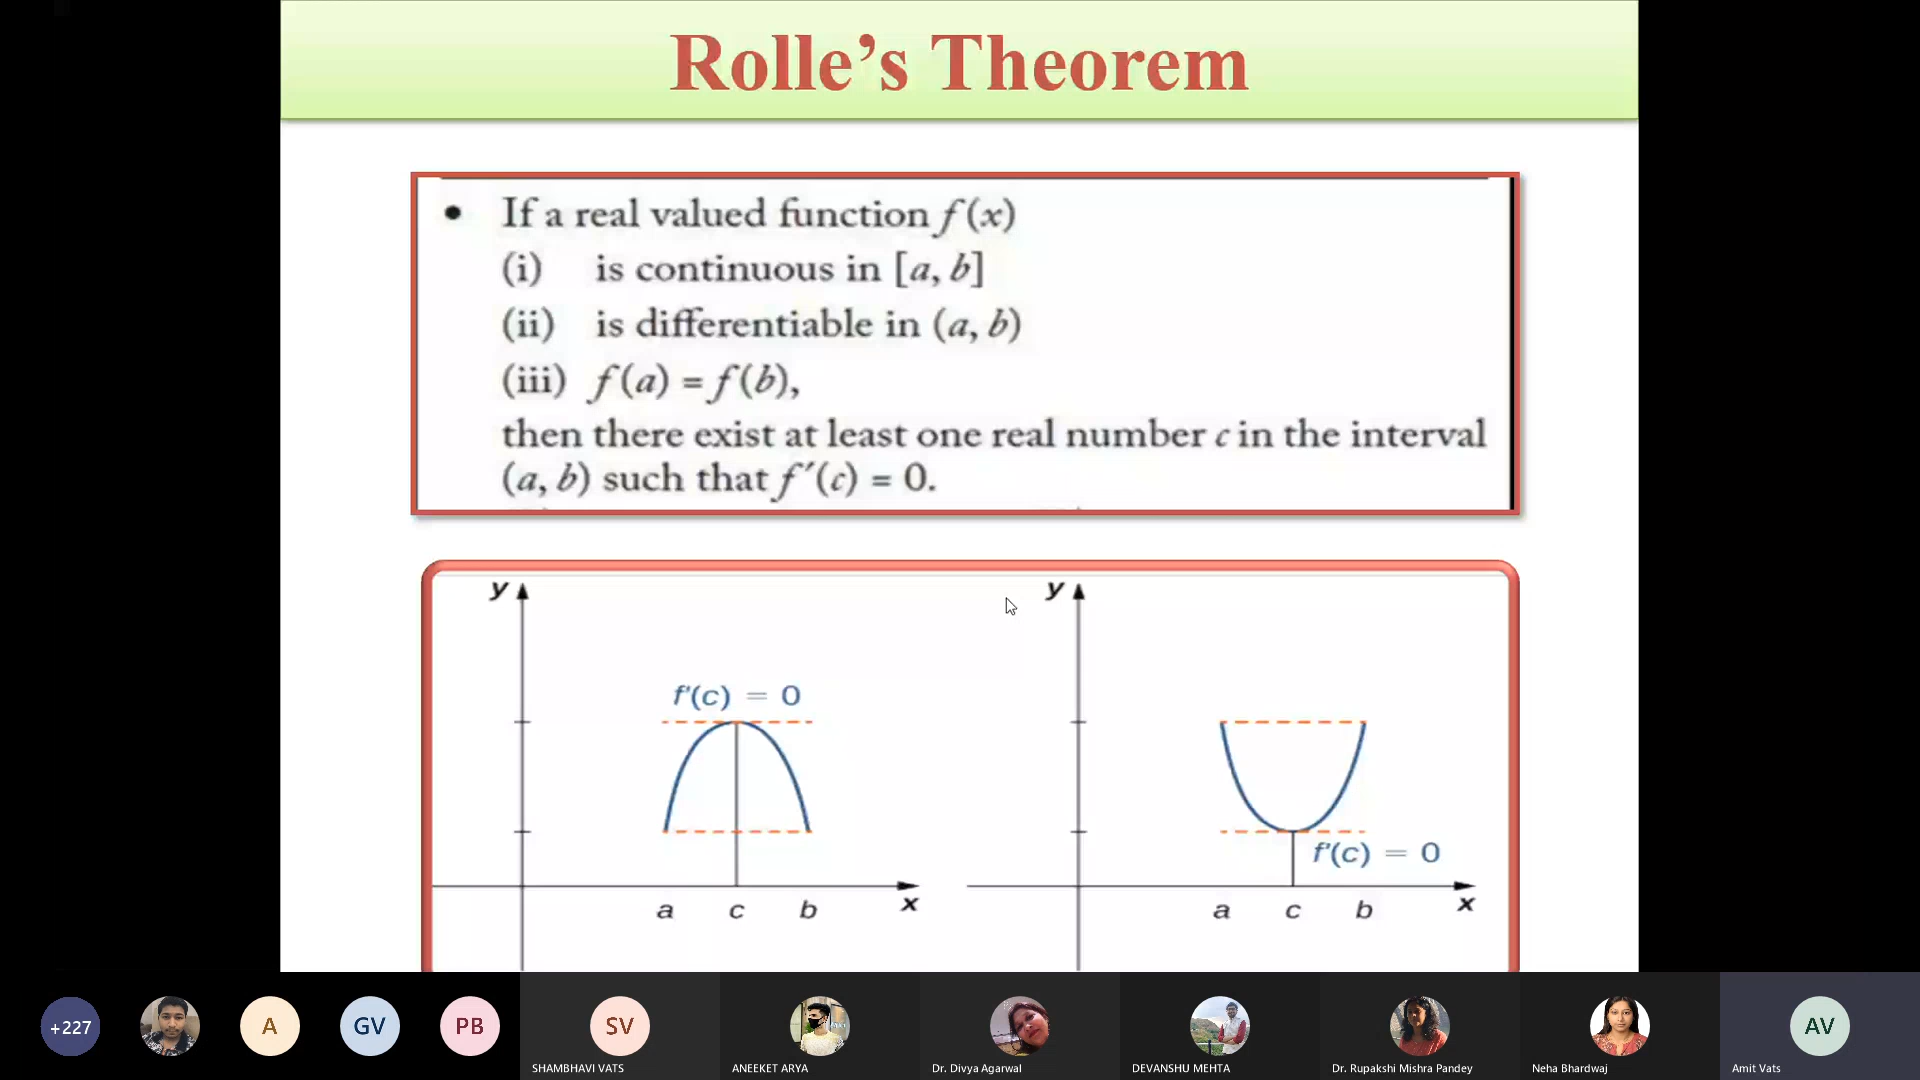 Rolle’s Theorem
• If a real valued function f(x)
(i) is continuous in [a, b]
(ii) is differentiable in (a, b)
(iii) f(a) = f(b),
then there exist at least one real number c in the interval
(a, b) such that f′(c) = 0.
y
f′(c) = 0
a c b x
y
f′(c) = 0
a c b x
+227
A
GV
PB
SV
SHAMBHAVI VATS
ANEEKET ARYA
Dr. Divya Agarwal
DEVANSHU MEHTA
Dr. Rupakshi Mishra Pandey
Neha Bhardwaj
AV
Amit Vats